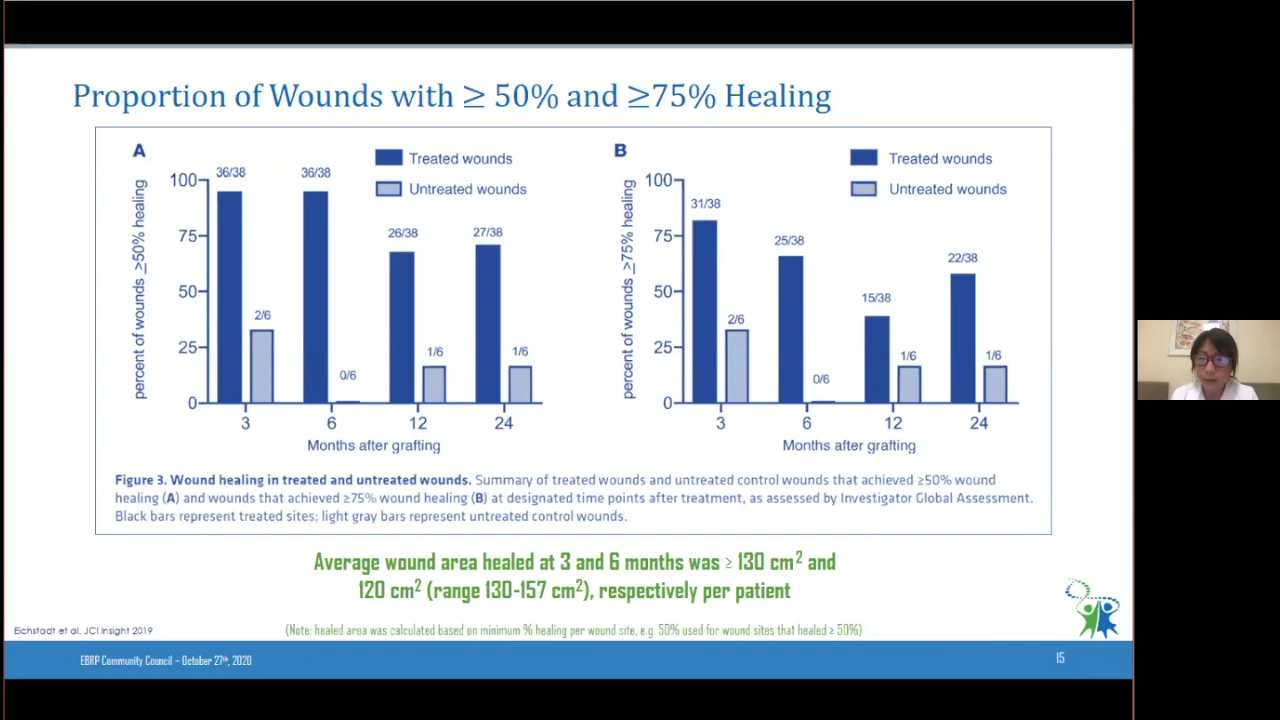 Proportion of Wounds with ≥ 50% and ≥75% Healing
A
Treated wounds
Untreated wounds
percent of wounds ≥50% healing
100
75
50
25
0
36/38
36/38
26/38
27/38
2/6
0/6
1/6
1/6
3
6
12
24
Months after grafting
B
Treated wounds
Untreated wounds
percent of wounds ≥75% healing
100
75
50
25
0
31/38
25/38
15/38
22/38
2/6
0/6
1/6
1/6
3
6
12
24
Months after grafting
Figure 3. Wound healing in treated and untreated wounds. Summary of treated wounds and untreated control wounds that achieved ≥50% wound
healing (A) and wounds that achieved ≥75% wound healing (B) at designated time points after treatment, as assessed by Investigator Global Assessment.
Black bars represent treated sites; light gray bars represent untreated control wounds.
Average wound area healed at 3 and 6 months was ≥ 130 cm² and
120 cm² (range 130-157 cm²), respectively per patient
(Note: healed area was calculated based on minimum % healing per wound site, e.g. 50% used for wound sites that healed ≥ 50%)
Eichstadt et al. JCI Insight 2019
EBRP Community Council – October 27th, 2020
15